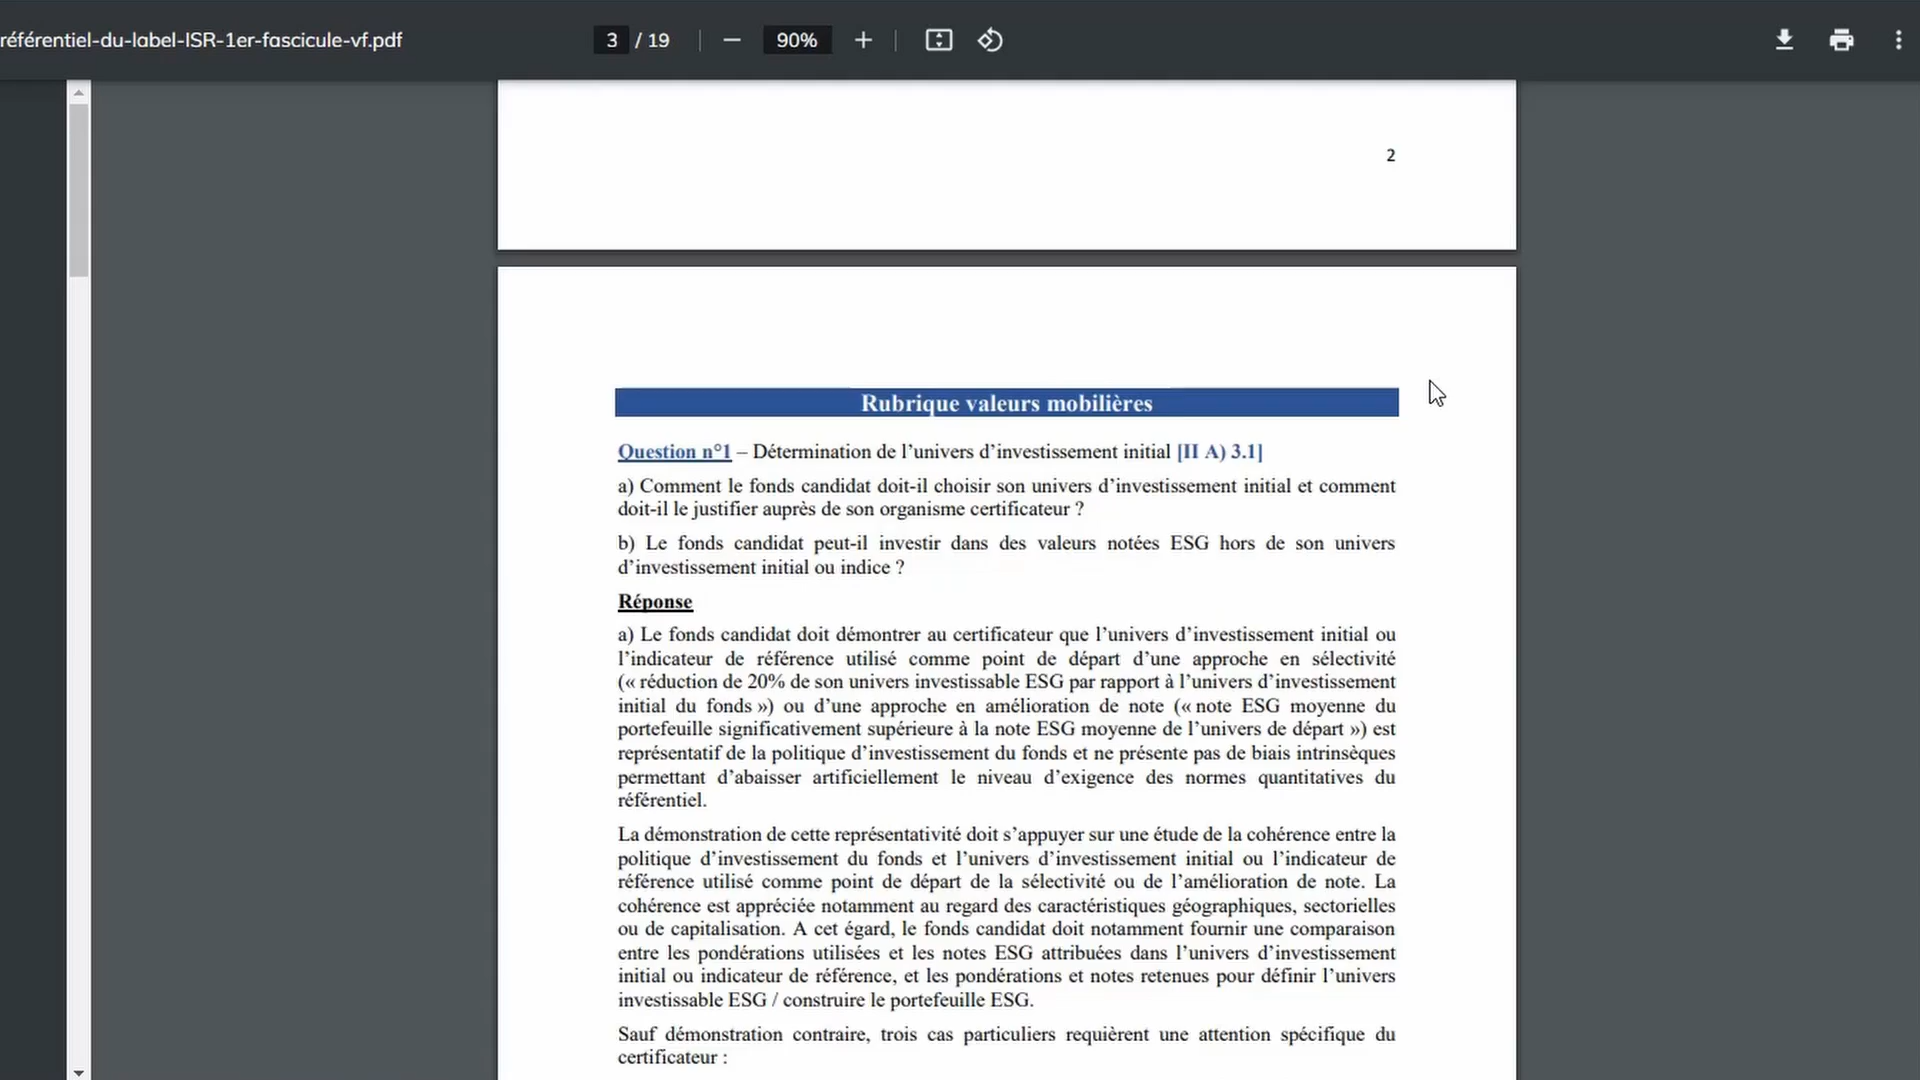 référentiel-du-label-ISR-1er-fascicule-vf.pdf
3 / 19
90%
2
Rubrique valeurs mobilières
Question n°1 – Détermination de l’univers d’investissement initial [II A) 3.1]
a) Comment le fonds candidat doit-il choisir son univers d’investissement initial et comment
doit-il le justifier auprès de son organisme certificateur ?
b) Le fonds candidat peut-il investir dans des valeurs notées ESG hors de son univers
d’investissement initial ou indice ?
Réponse
a) Le fonds candidat doit démontrer au certificateur que l’univers d’investissement initial ou
l’indicateur de référence utilisé comme point de départ d’une approche en sélectivité
(« réduction de 20% de son univers investissable ESG par rapport à l’univers d’investissement
initial du fonds ») ou d’une approche en amélioration de note (« note ESG moyenne du
portefeuille significativement supérieure à la note ESG moyenne de l’univers de départ ») est
représentatif de la politique d’investissement du fonds et ne présente pas de biais intrinsèques
permettant d’abaisser artificiellement le niveau d’exigence des normes quantitatives du
référentiel.
La démonstration de cette représentativité doit s’appuyer sur une étude de la cohérence entre la
politique d’investissement du fonds et l’univers d’investissement initial ou l’indicateur de
référence utilisé comme point de départ de la sélectivité ou de l’amélioration de note. La
cohérence est appréciée notamment au regard des caractéristiques géographiques, sectorielles
ou de capitalisation. A cet égard, le fonds candidat doit notamment fournir une comparaison
entre les pondérations utilisées et les notes ESG attribuées dans l’univers d’investissement
initial ou indicateur de référence, et les pondérations et notes retenues pour définir l’univers
investissable ESG / construire le portefeuille ESG.
Sauf démonstration contraire, trois cas particuliers requièrent une attention spécifique du
certificateur :